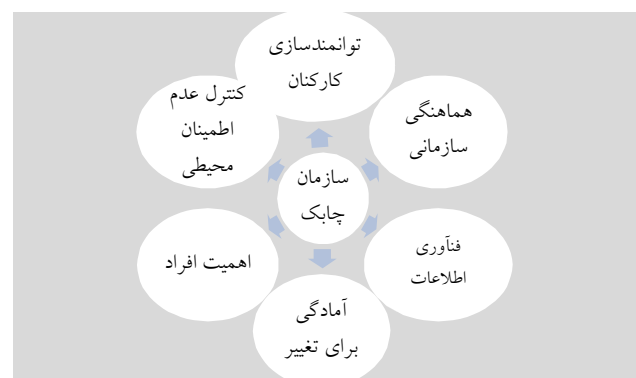 توانمندسازی
کارکنان
هماهنگی
سازمانی
فنآوری
اطلاعات
آمادگی
برای تغییر
اهمیت افراد
کنترل عدم
اطمینان
محیطی
سازمان
چابک